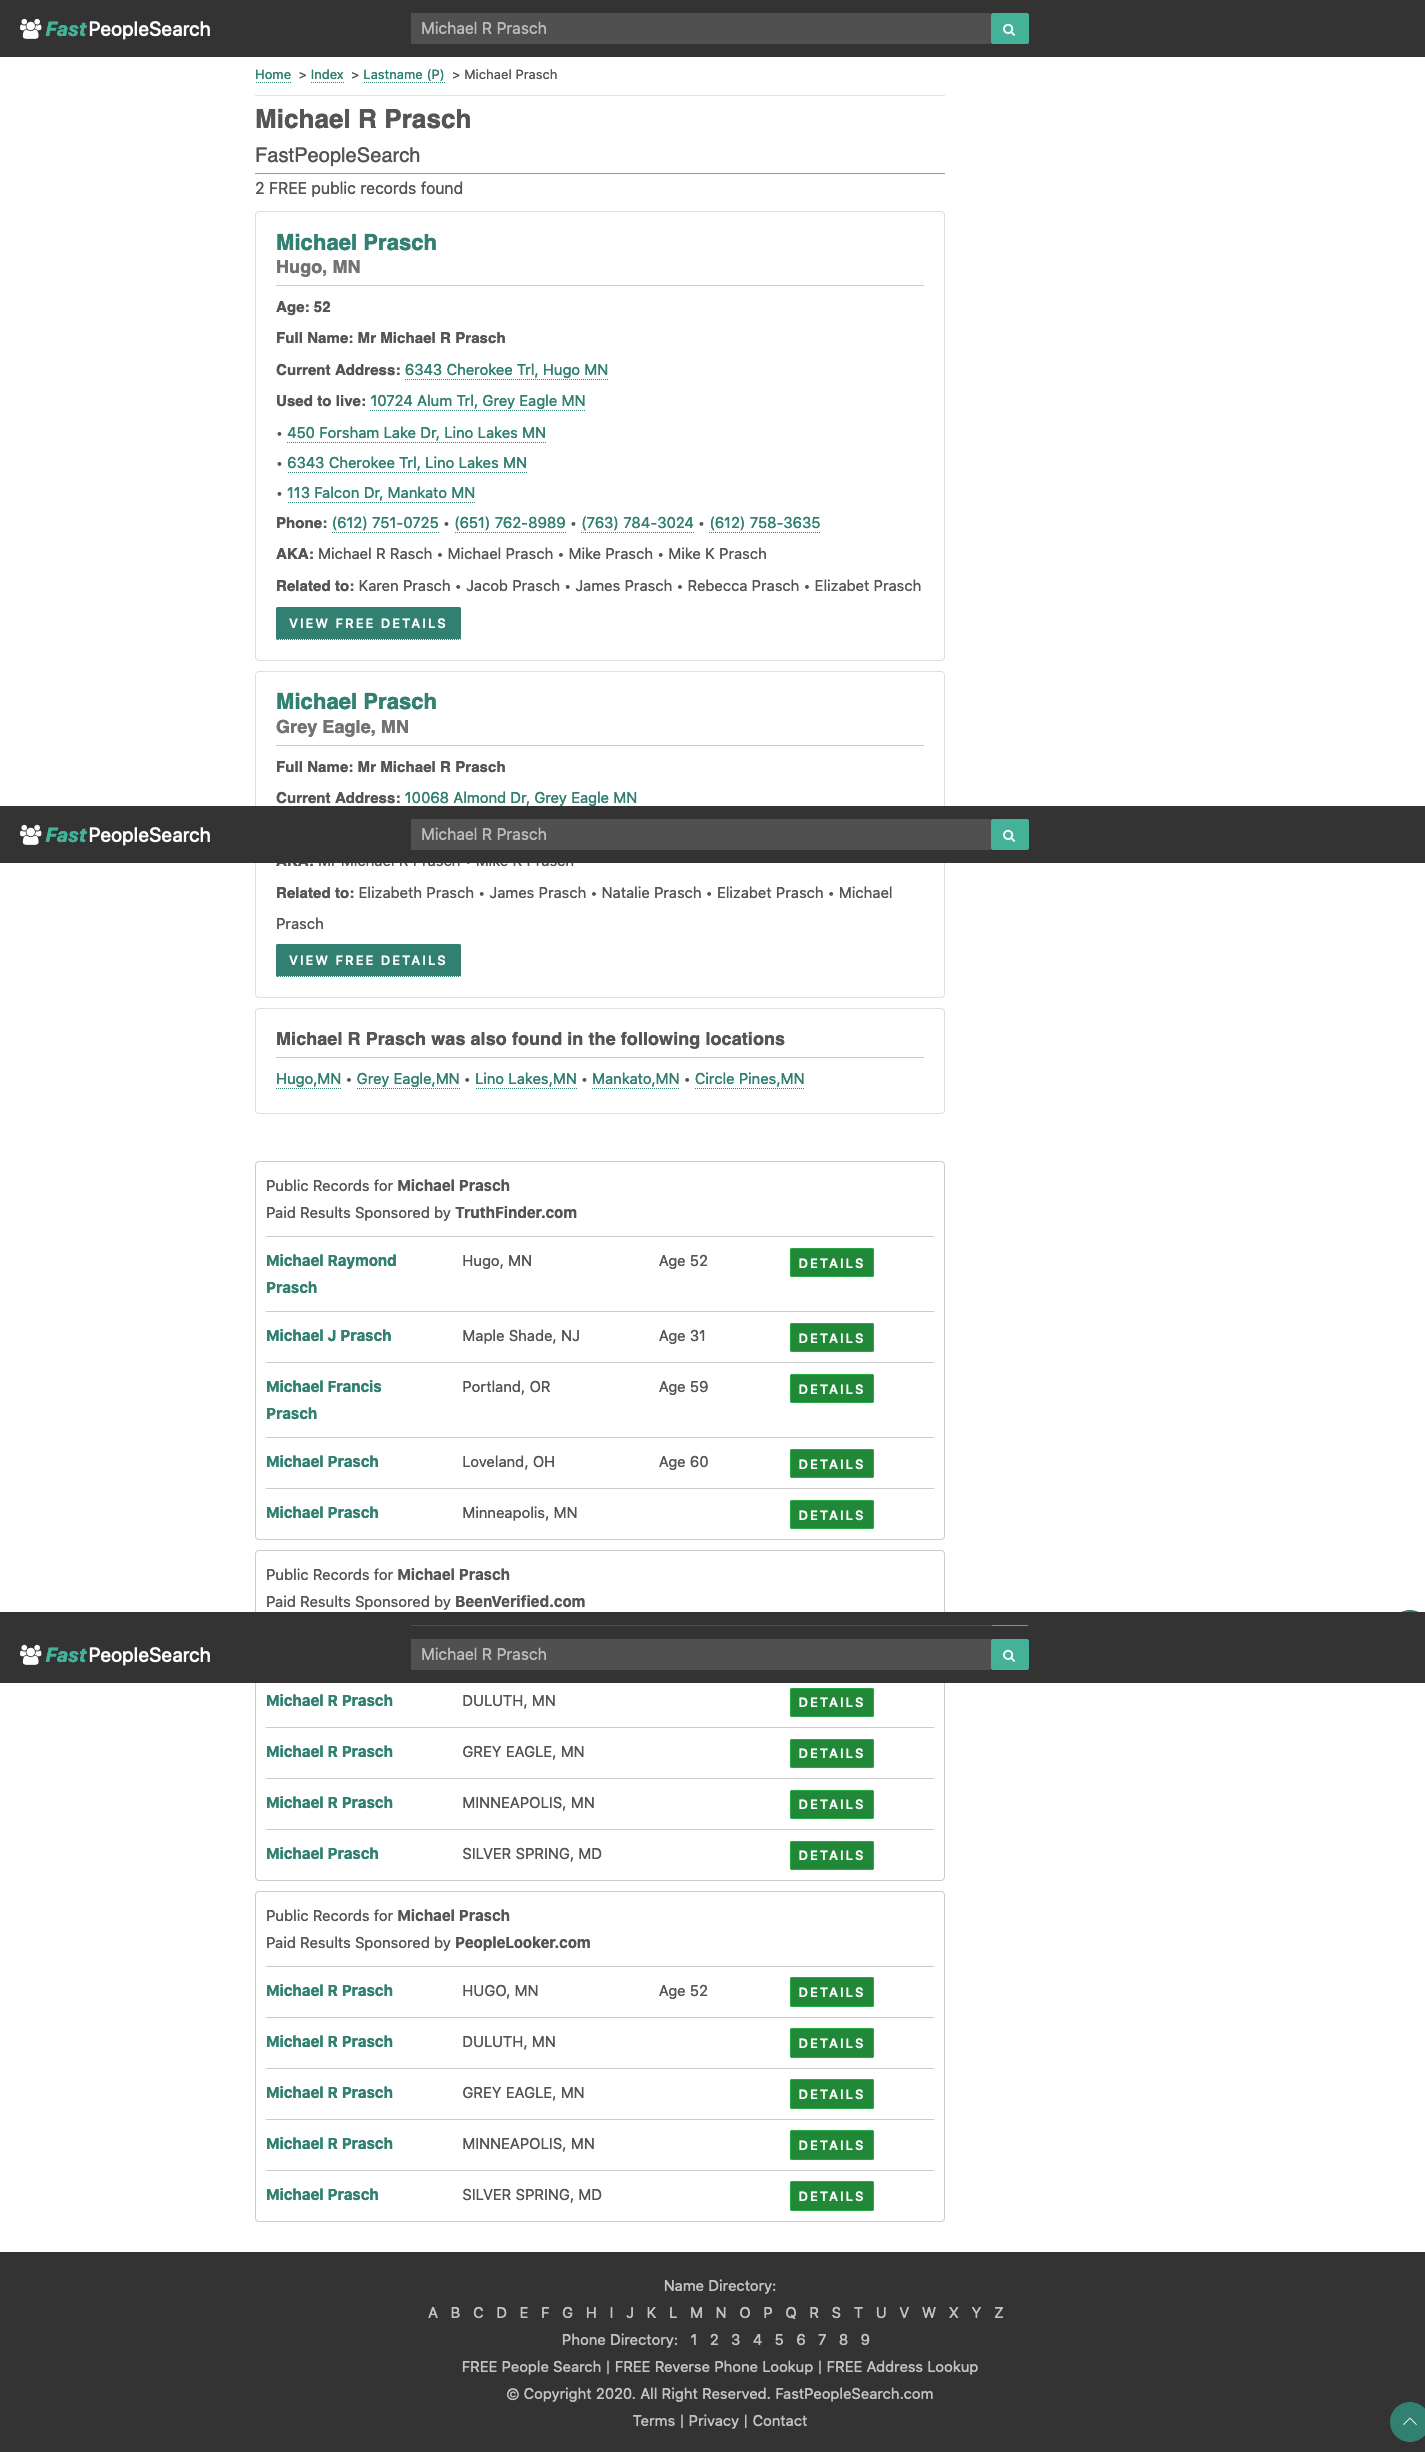 FastPeopleSearch
Michael R Prasch
Home > Index > Lastname (P) > Michael Prasch
Michael R Prasch
FastPeopleSearch
2 FREE public records found
Michael Prasch
Hugo, MN
Age: 52
Full Name: Mr Michael R Prasch
Current Address: 6343 Cherokee Trl, Hugo MN
Used to live: 10724 Alum Trl, Grey Eagle MN
• 450 Forsham Lake Dr, Lino Lakes MN
• 6343 Cherokee Trl, Lino Lakes MN
• 113 Falcon Dr, Mankato MN
Phone: (612) 751-0725 • (651) 762-8989 • (763) 784-3024 • (612) 758-3635
AKA: Michael R Rasch • Michael Prasch • Mike Prasch • Mike K Prasch
Related to: Karen Prasch • Jacob Prasch • James Prasch • Rebecca Prasch • Elizabet Prasch
VIEW FREE DETAILS
Michael Prasch
Grey Eagle, MN
Full Name: Mr Michael R Prasch
Current Address: 10068 Almond Dr, Grey Eagle MN
FastPeopleSearch
Michael R Prasch
AKA: Mr Michael R Prasch • Mike R Prasch
Related to: Elizabeth Prasch • James Prasch • Natalie Prasch • Elizabet Prasch • Michael
Prasch
VIEW FREE DETAILS
Michael R Prasch was also found in the following locations
Hugo,MN • Grey Eagle,MN • Lino Lakes,MN • Mankato,MN • Circle Pines,MN
Public Records for Michael Prasch
Paid Results Sponsored by TruthFinder.com
Michael Raymond Hugo, MN Age 52 DETAILS
Prasch
Michael J Prasch Maple Shade, NJ Age 31 DETAILS
Michael Francis Portland, OR Age 59 DETAILS
Prasch
Michael Prasch Loveland, OH Age 60 DETAILS
Michael Prasch Minneapolis, MN DETAILS
Public Records for Michael Prasch
Paid Results Sponsored by BeenVerified.com
FastPeopleSearch
Michael R Prasch
Michael R Prasch DULUTH, MN DETAILS
Michael R Prasch GREY EAGLE, MN DETAILS
Michael R Prasch MINNEAPOLIS, MN DETAILS
Michael Prasch SILVER SPRING, MD DETAILS
Public Records for Michael Prasch
Paid Results Sponsored by PeopleLooker.com
Michael R Prasch HUGO, MN Age 52 DETAILS
Michael R Prasch DULUTH, MN DETAILS
Michael R Prasch GREY EAGLE, MN DETAILS
Michael R Prasch MINNEAPOLIS, MN DETAILS
Michael Prasch SILVER SPRING, MD DETAILS
Name Directory:
A B C D E F G H I J K L M N O P Q R S T U V W X Y Z
Phone Directory: 1 2 3 4 5 6 7 8 9
FREE People Search | FREE Reverse Phone Lookup | FREE Address Lookup
© Copyright 2020. All Right Reserved. FastPeopleSearch.com
Terms | Privacy | Contact